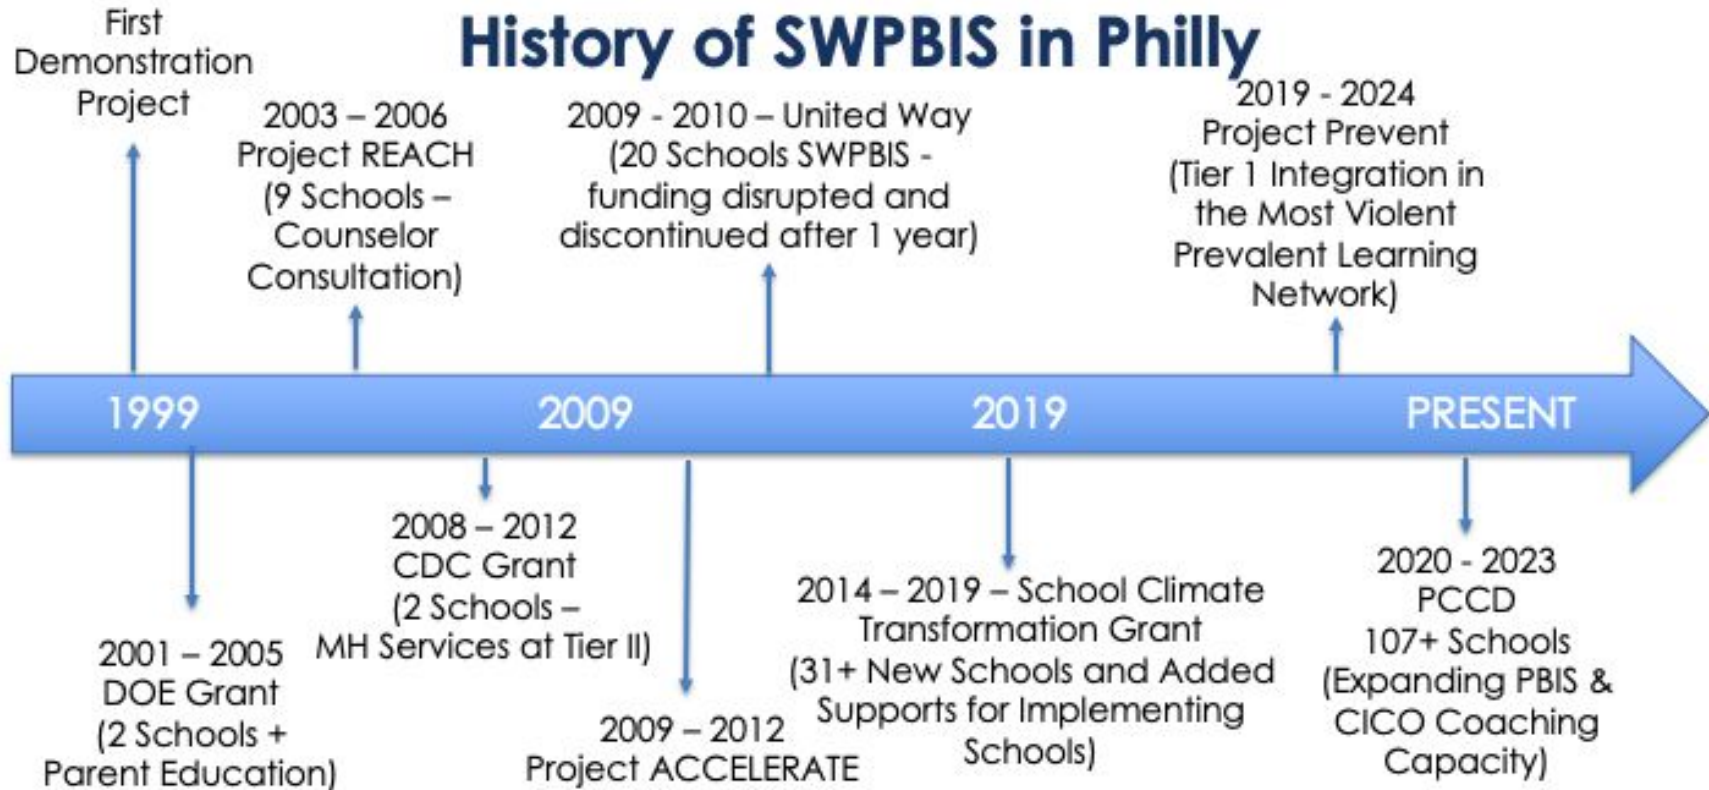 History of SWPBIS in Philly
First
Demonstration
Project
2003 – 2006
Project REACH
(9 Schools –
Counselor
Consultation)
2009 - 2010 – United Way
(20 Schools SWPBIS -
funding disrupted and
discontinued after 1 year)
2019 - 2024
Project Prevent
(Tier 1 Integration in
the Most Violent
Prevalent Learning
Network)
1999
2009
2019
PRESENT
2001 – 2005
DOE Grant
(2 Schools +
Parent Education)
2008 – 2012
CDC Grant
(2 Schools –
MH Services at Tier II)
2009 – 2012
Project ACCELERATE
2014 – 2019 – School Climate
Transformation Grant
(31+ New Schools and Added
Supports for Implementing
Schools)
2020 - 2023
PCCD
107+ Schools
(Expanding PBIS &
CICO Coaching
Capacity)